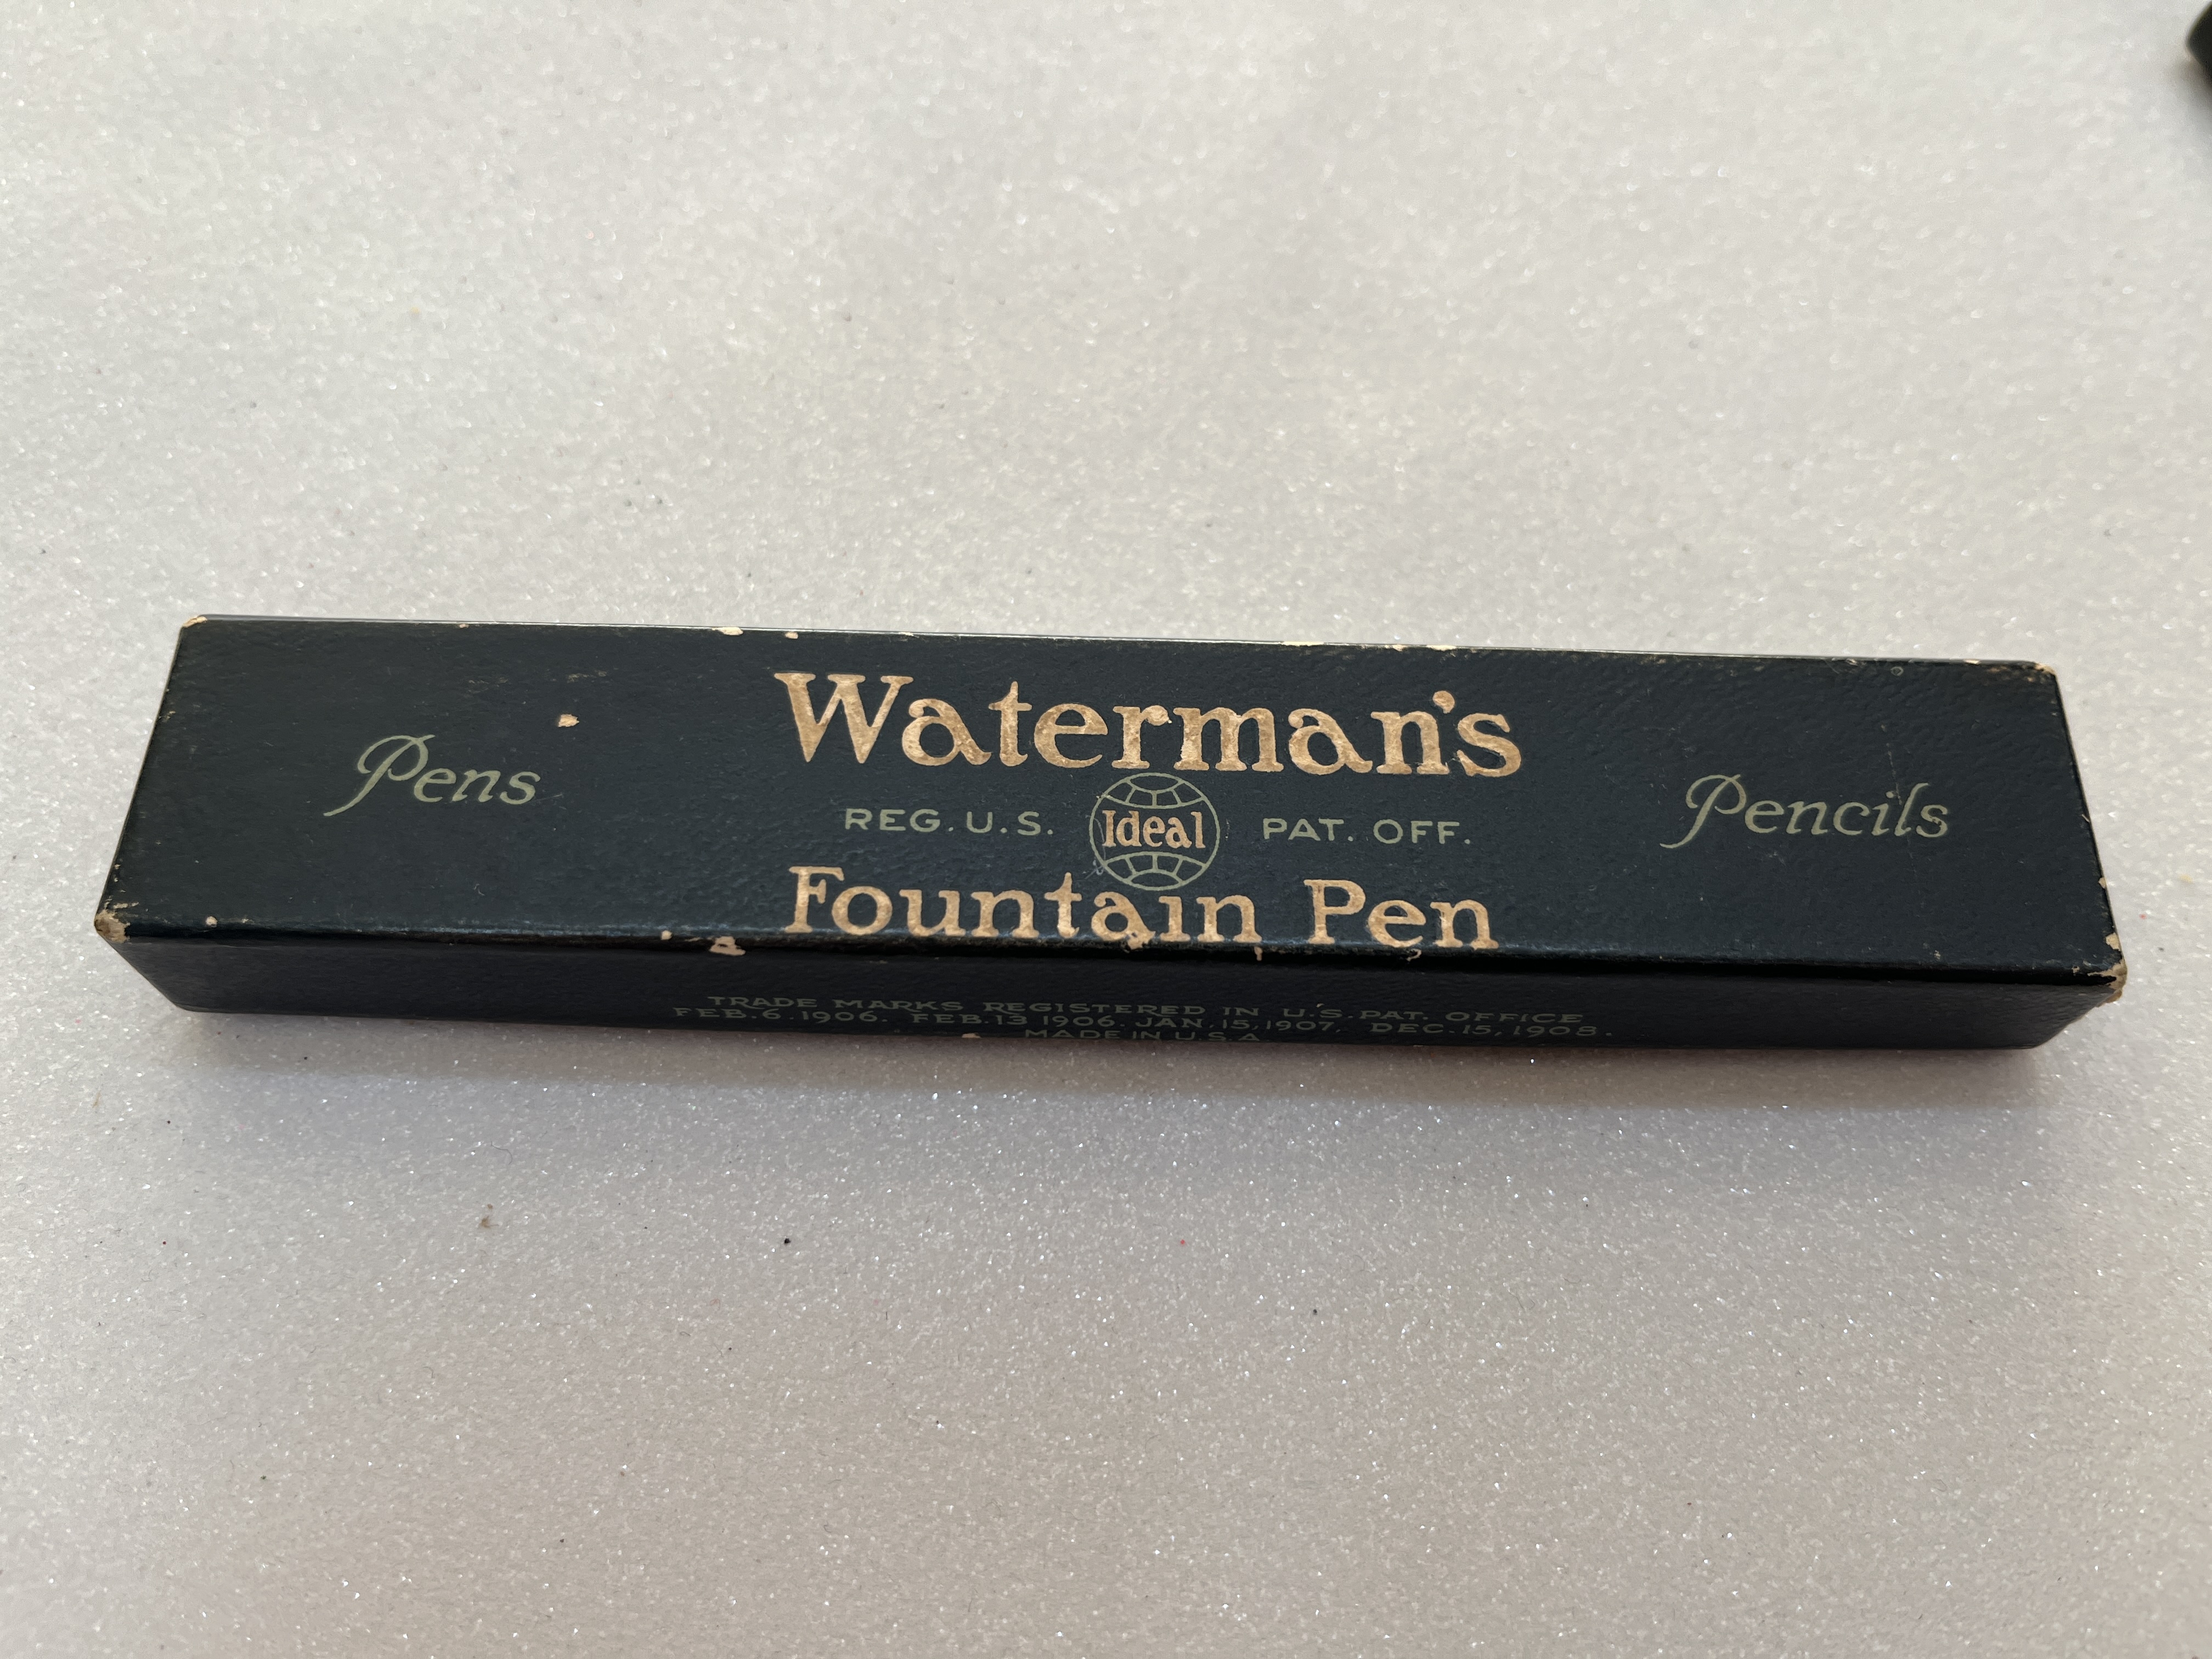 Waterman's
Pens
REG. U.S. Ideal PAT. OFF.
Pencils
Fountain Pen
TRADE MARKS REGISTERED IN U.S. PAT. OFFICE
FEB. 6. 1906. FEB. 13 1906. JAN. 15, 1907. DEC. 15, 1908.
MADE IN U.S.A